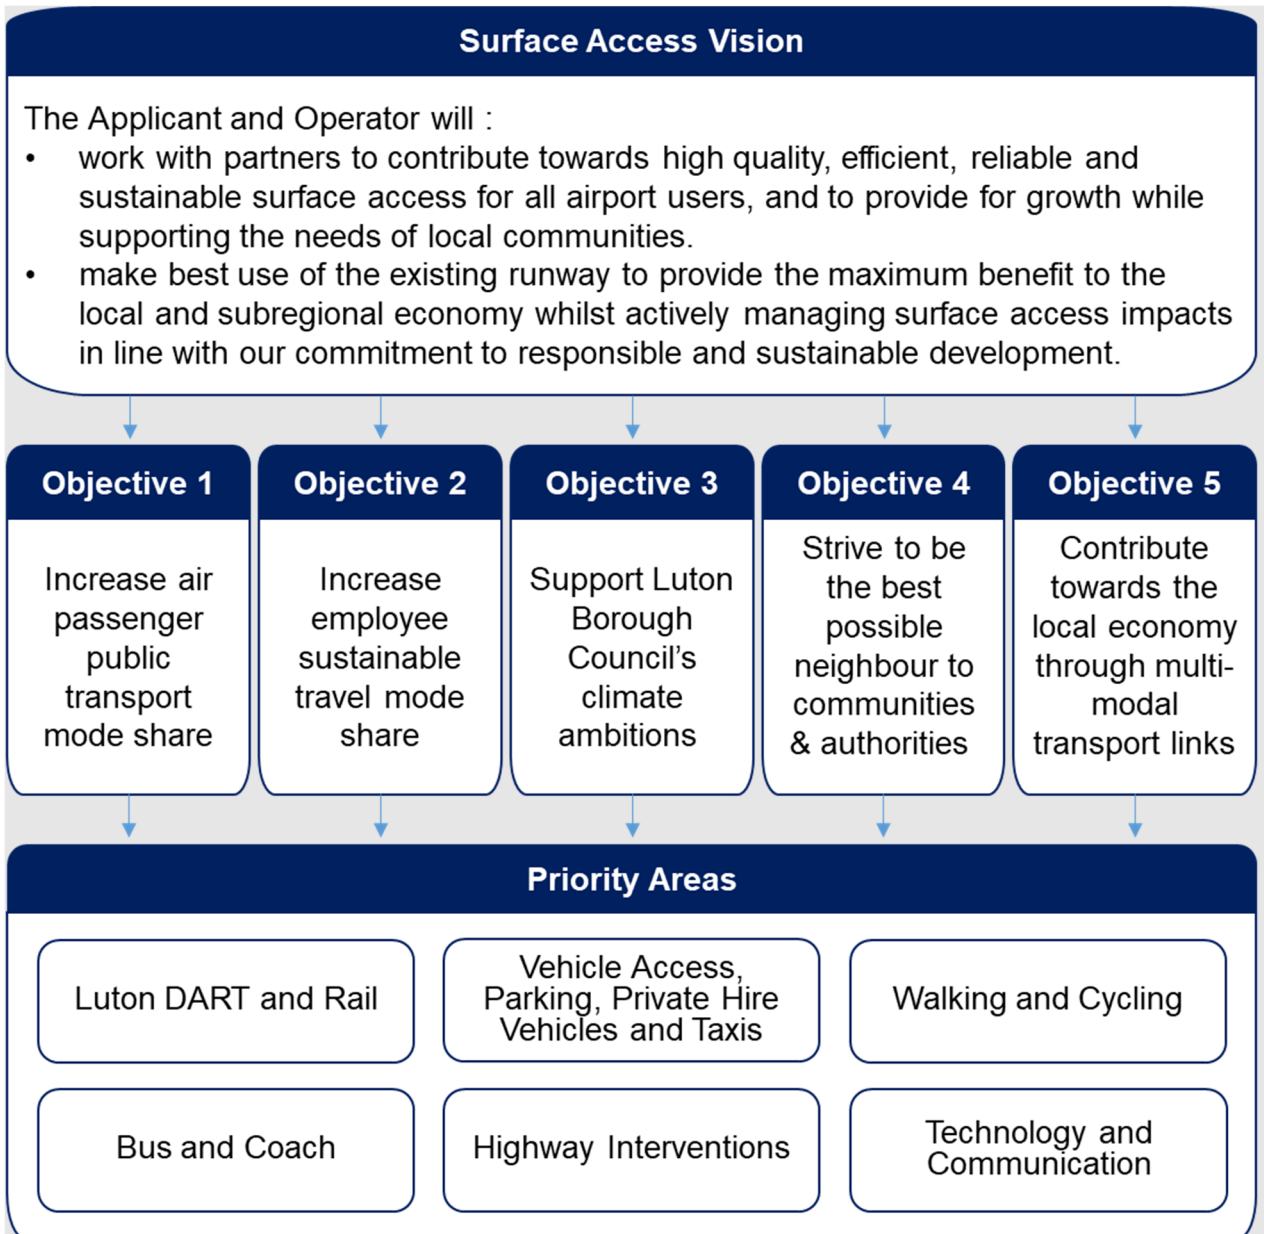 Surface Access Vision
The Applicant and Operator will :
• work with partners to contribute towards high quality, efficient, reliable and
sustainable surface access for all airport users, and to provide for growth while
supporting the needs of local communities.
• make best use of the existing runway to provide the maximum benefit to the
local and subregional economy whilst actively managing surface access impacts
in line with our commitment to responsible and sustainable development.
Objective 1
Increase air
passenger
public
transport
mode share
Objective 2
Increase
employee
sustainable
travel mode
share
Objective 3
Support Luton
Borough
Council’s
climate
ambitions
Objective 4
Strive to be
the best
possible
neighbour to
communities
& authorities
Objective 5
Contribute
towards the
local economy
through multi-
modal
transport links
Priority Areas
Luton DART and Rail
Vehicle Access,
Parking, Private Hire
Vehicles and Taxis
Walking and Cycling
Bus and Coach
Highway Interventions
Technology and
Communication